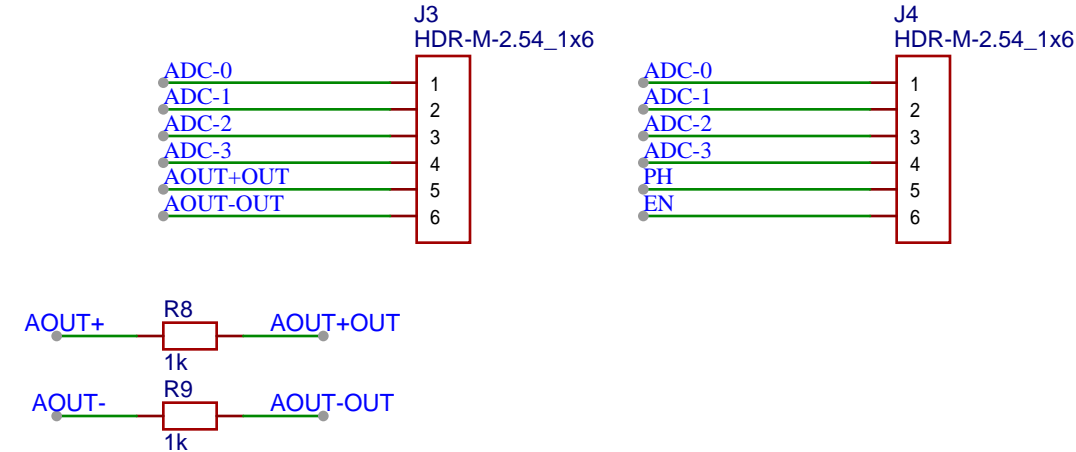 J3
HDR-M-2.54_1x6
ADC-0
1
ADC-1
2
ADC-2
3
ADC-3
4
AOUT+OUT
5
AOUT-OUT
6
J4
HDR-M-2.54_1x6
ADC-0
1
ADC-1
2
ADC-2
3
ADC-3
4
PH
5
EN
6
R8
AOUT+
AOUT+OUT
1k
R9
AOUT-
AOUT-OUT
1k